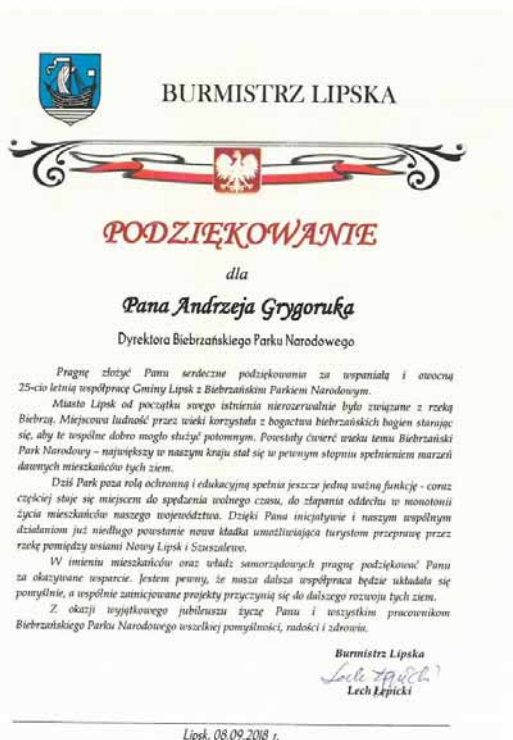 BURMISTRZ LIPSKA
PODZIĘKOWANIE
dla
Pana Andrzeja Grygoruka
Dyrektora Biebrzańskiego Parku Narodowego
Pragnę złożyć Panu serdeczne podziękowania za wspaniałą i owocną
25-cio letnią współpracę Gminy Lipsk z Biebrzańskim Parkiem Narodowym.
Miasto Lipsk od początku swego istnienia nierozerwalnie było związane z rzeką
Biebrzą. Miejscowa ludność przez wieki korzystała z bogactwa biebrzańskich bagien starając
się, aby te wspólne dobro mogło służyć potomnym. Powstały ćwierć wieku temu Biebrzański
Park Narodowy – największy w naszym kraju stał się w pewnym stopniu spełnieniem marzeń
dawnych mieszkańców tych ziem.
Dziś Park poza rolą ochronną i edukacyjną spełnia jeszcze jedną ważną funkcję - coraz
częściej staje się miejscem do spędzenia wolnego czasu, do złapania oddechu w monotonii
życia mieszkańców naszego województwa. Dzięki Pana inicjatywie i naszym wspólnym
działaniom już niedługo powstanie nowa kładka umożliwiająca turystom przeprawę przez
rzekę pomiędzy wsiami Nowy Lipsk i Szuszalewo.
W imieniu mieszkańców oraz władz samorządowych pragnę podziękować Panu
za okazywane wsparcie. Jestem pewny, że nasza dalsza współpraca będzie układała się
pomyślnie, a wspólnie zainicjowane projekty przyczynią się do dalszego rozwoju tych ziem.
Z okazji wyjątkowego jubileuszu życzę Panu i wszystkim pracownikom
Biebrzańskiego Parku Narodowego wszelkiej pomyślności, radości i zdrowia.
Burmistrz Lipska
Lech Łępicki
Lech Łępicki
Lipsk, 08.09.2018 r.